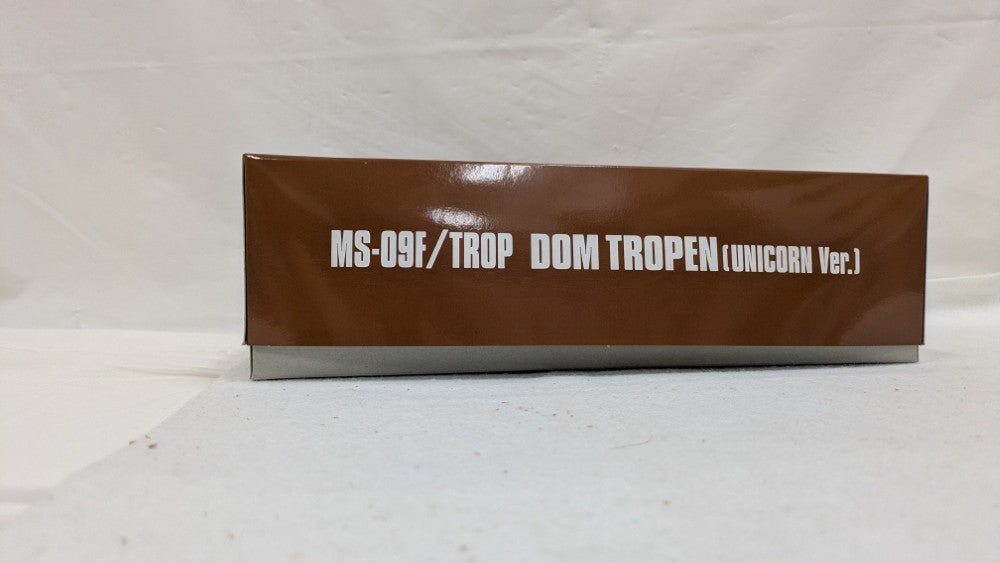 MS-09F/TROP DOM TROPEN(UNICORN Ver.)